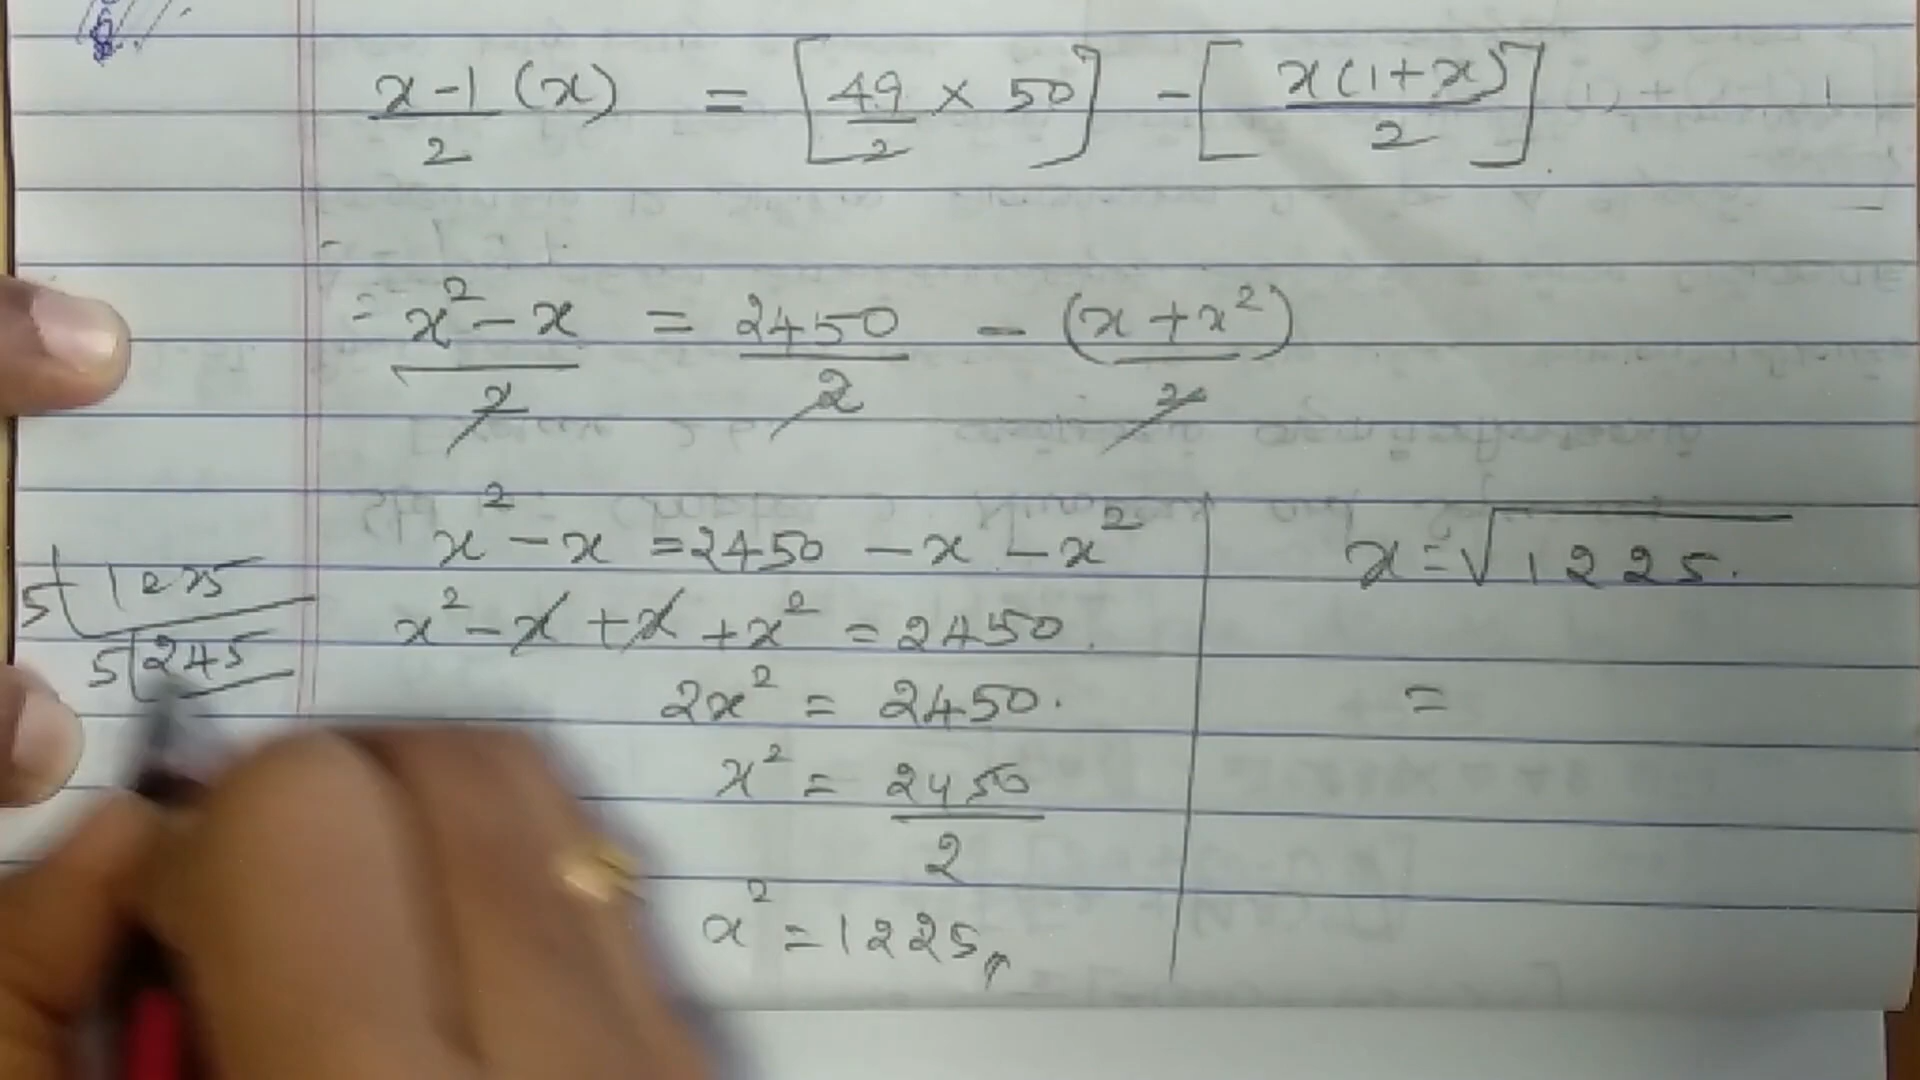 x-1/2 (x) = [49/2 × 50] - [x(1+x)/2]
= x² - x/2 = 2450/2 - (x + x²)/2
x² - x = 2450 - x - x²
x² - x + x + x² = 2450.
2x² = 2450.
x² = 2450/2
x² = 1225,
x = √1225.
=
5 1225
5 245